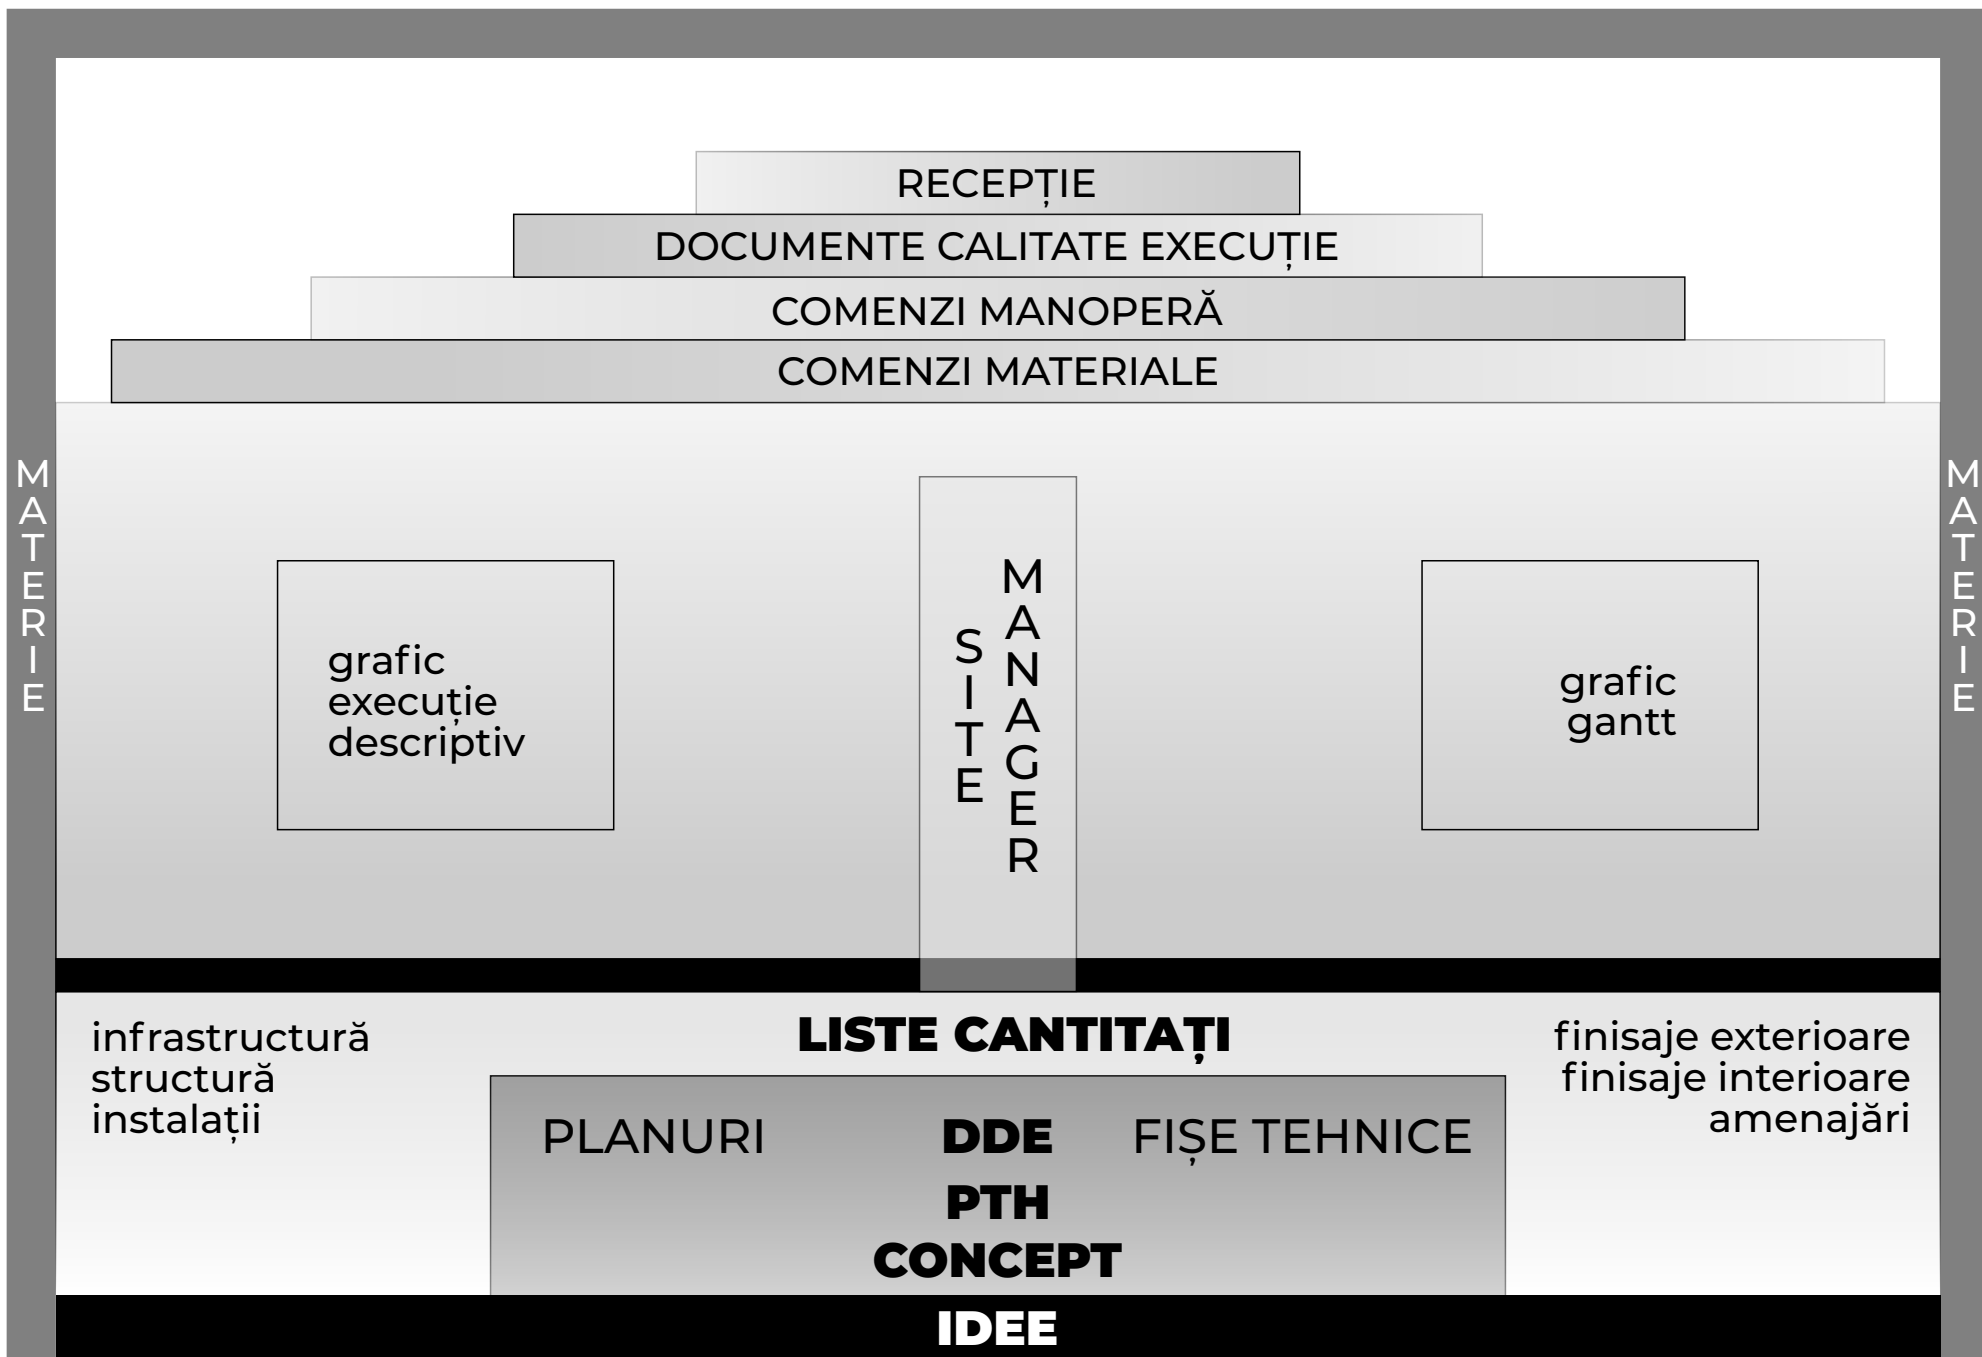 RECEPȚIE
DOCUMENTE CALITATE EXECUȚIE
COMENZI MANOPERĂ
COMENZI MATERIALE
MATERIE
grafic
execuție
descriptiv
SITE
MANAGER
grafic
gantt
MATERIE
infrastructură
structură
instalații
LISTE CANTITAȚI
finisaje exterioare
finisaje interioare
amenajări
PLANURI
DDE
FIȘE TEHNICE
PTH
CONCEPT
IDEE